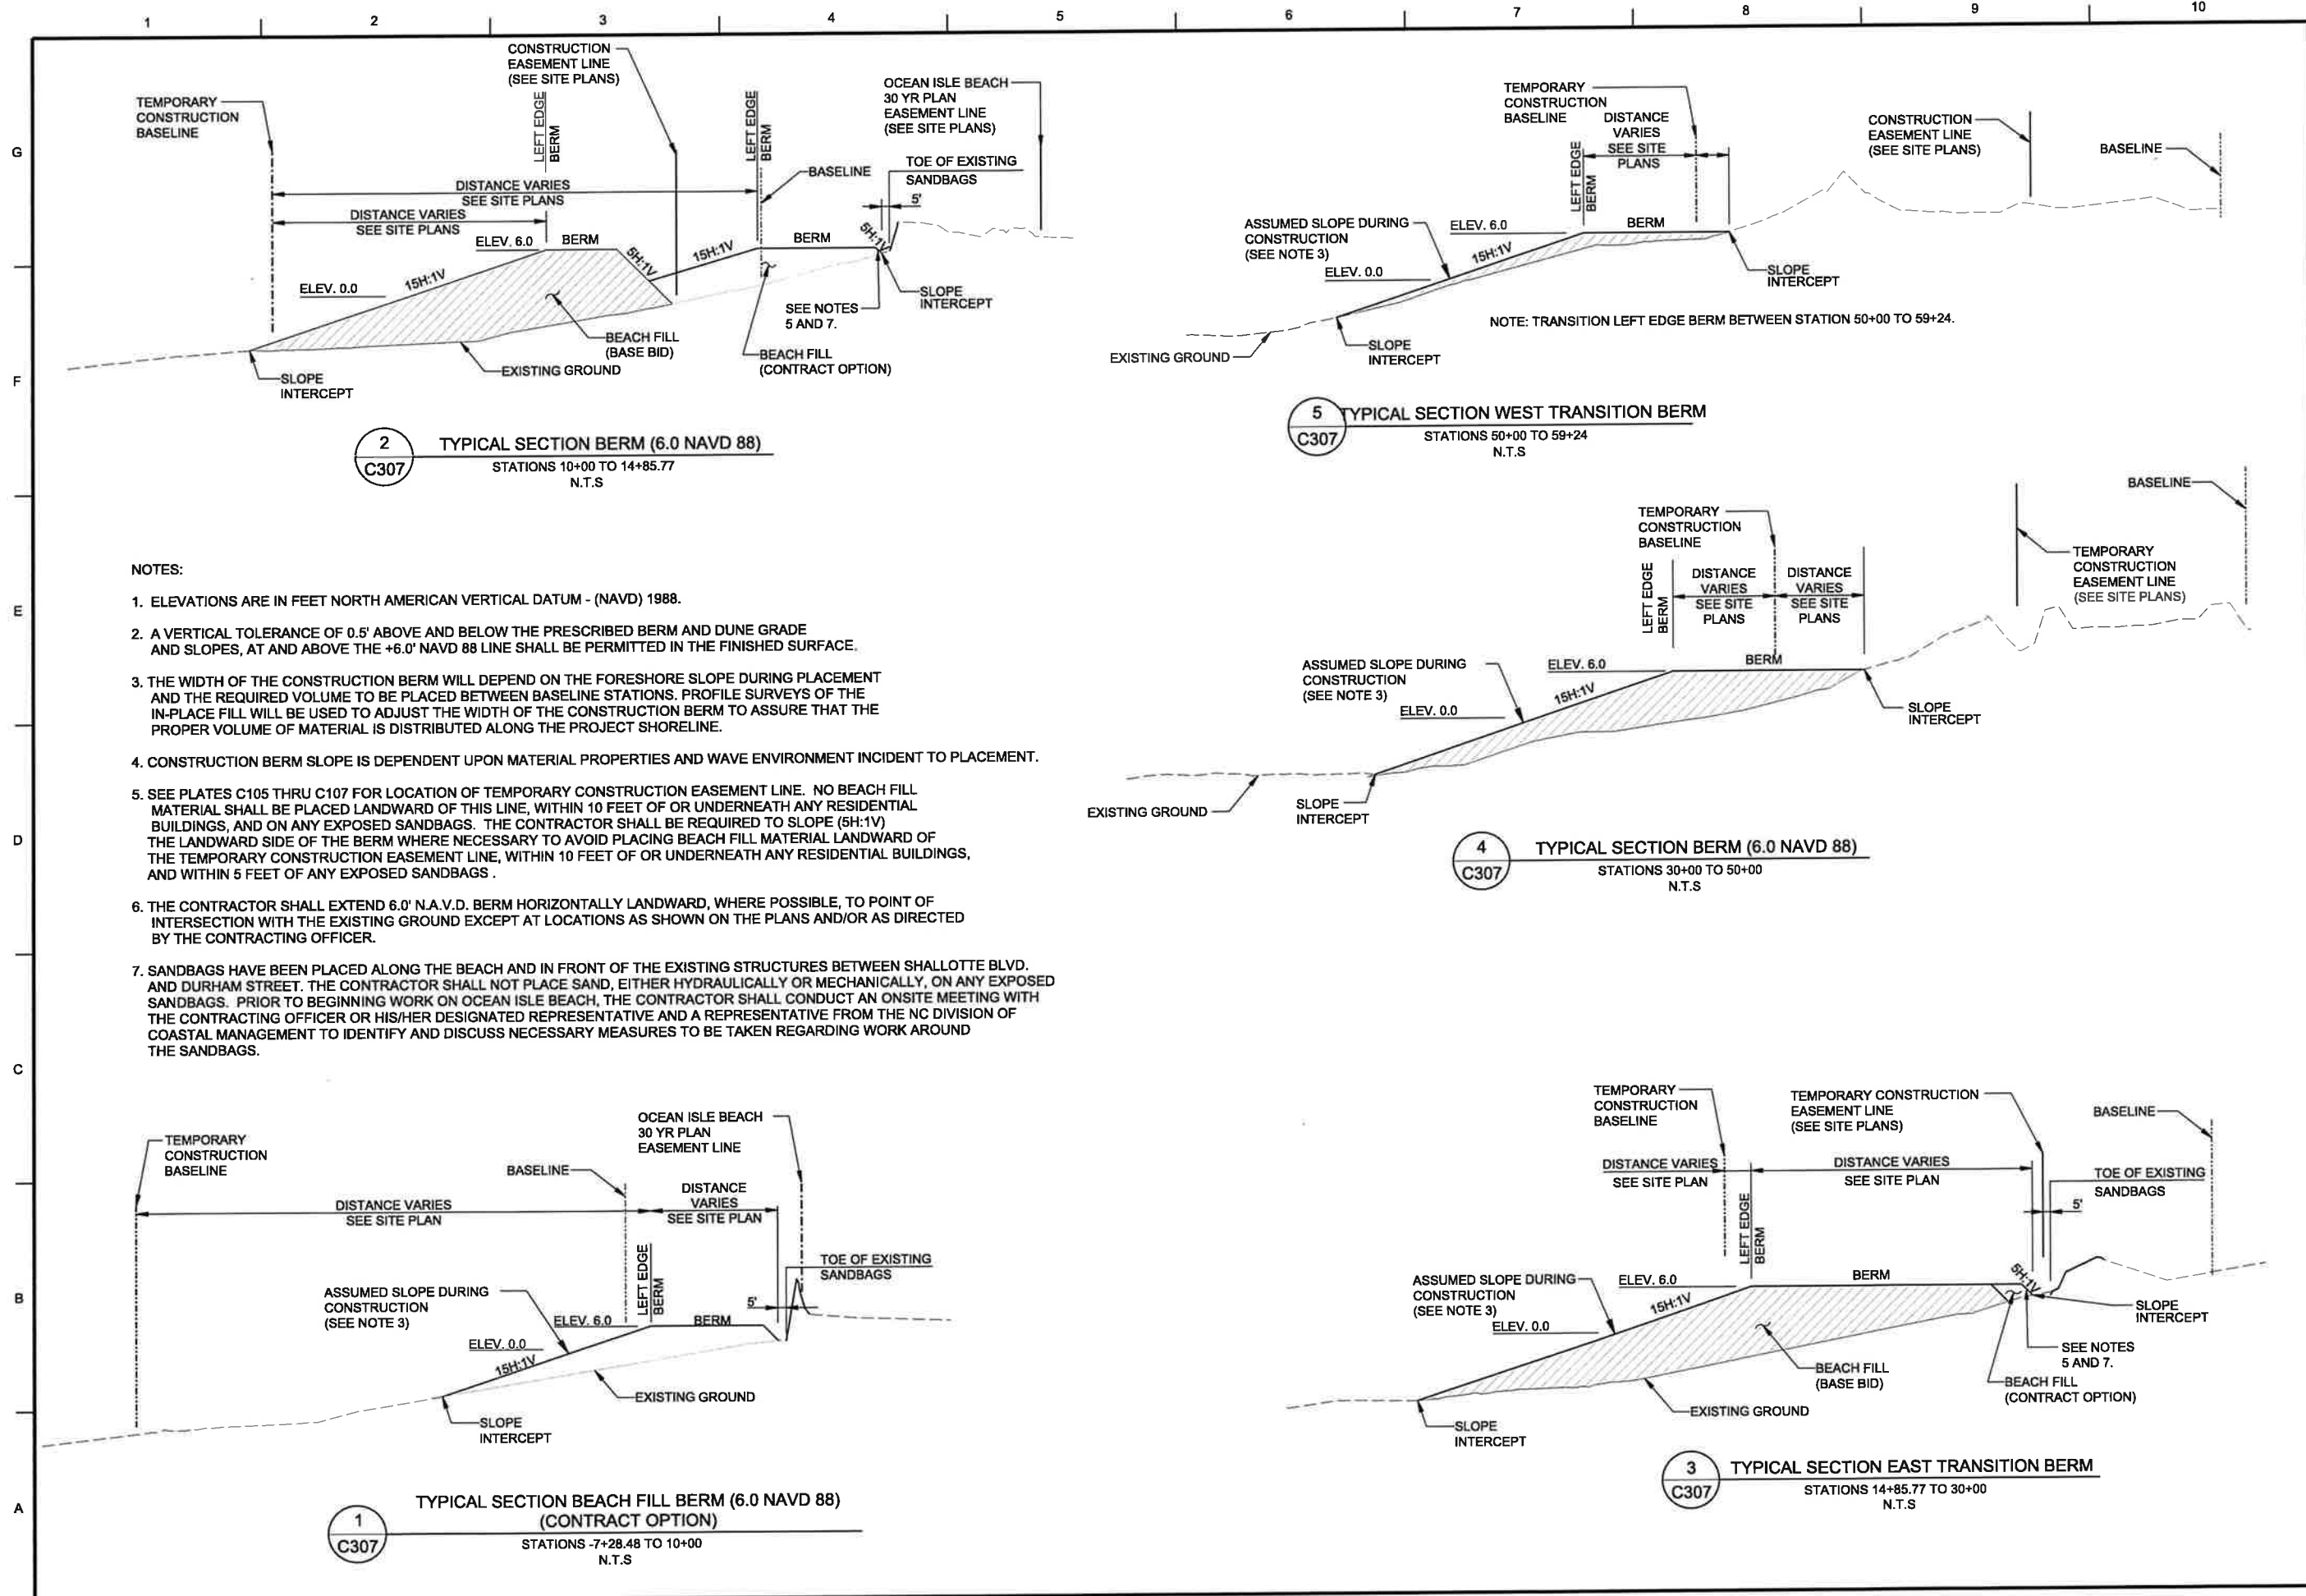 1 2 3 4 5 6 7 8 9 10
G
F
E
D
C
B
A
TEMPORARY
CONSTRUCTION
BASELINE
LEFT EDGE
BERM
CONSTRUCTION
EASEMENT LINE
(SEE SITE PLANS)
LEFT EDGE
BERM
OCEAN ISLE BEACH
30 YR PLAN
EASEMENT LINE
(SEE SITE PLANS)
BASELINE
TOE OF EXISTING
SANDBAGS
5'
DISTANCE VARIES
SEE SITE PLANS
DISTANCE VARIES
SEE SITE PLANS
ELEV. 6.0
BERM
5H:1V
15H:1V
BERM
5H:1V
15H:1V
ELEV. 0.0
SLOPE
INTERCEPT
SEE NOTES
5 AND 7.
BEACH FILL
(BASE BID)
BEACH FILL
(CONTRACT OPTION)
EXISTING GROUND
SLOPE
INTERCEPT
2
C307
TYPICAL SECTION BERM (6.0 NAVD 88)
STATIONS 10+00 TO 14+85.77
N.T.S
TEMPORARY
CONSTRUCTION
BASELINE
DISTANCE
VARIES
SEE SITE
PLANS
LEFT EDGE
BERM
CONSTRUCTION
EASEMENT LINE
(SEE SITE PLANS)
BASELINE
ASSUMED SLOPE DURING
CONSTRUCTION
(SEE NOTE 3)
ELEV. 6.0
BERM
15H:1V
ELEV. 0.0
SLOPE
INTERCEPT
NOTE: TRANSITION LEFT EDGE BERM BETWEEN STATION 50+00 TO 59+24.
EXISTING GROUND
SLOPE
INTERCEPT
5
C307
TYPICAL SECTION WEST TRANSITION BERM
STATIONS 50+00 TO 59+24
N.T.S
NOTES:
1. ELEVATIONS ARE IN FEET NORTH AMERICAN VERTICAL DATUM - (NAVD) 1988.
2. A VERTICAL TOLERANCE OF 0.5' ABOVE AND BELOW THE PRESCRIBED BERM AND DUNE GRADE
AND SLOPES, AT AND ABOVE THE +6.0' NAVD 88 LINE SHALL BE PERMITTED IN THE FINISHED SURFACE.
3. THE WIDTH OF THE CONSTRUCTION BERM WILL DEPEND ON THE FORESHORE SLOPE DURING PLACEMENT
AND THE REQUIRED VOLUME TO BE PLACED BETWEEN BASELINE STATIONS. PROFILE SURVEYS OF THE
IN-PLACE FILL WILL BE USED TO ADJUST THE WIDTH OF THE CONSTRUCTION BERM TO ASSURE THAT THE
PROPER VOLUME OF MATERIAL IS DISTRIBUTED ALONG THE PROJECT SHORELINE.
4. CONSTRUCTION BERM SLOPE IS DEPENDENT UPON MATERIAL PROPERTIES AND WAVE ENVIRONMENT INCIDENT TO PLACEMENT.
5. SEE PLATES C105 THRU C107 FOR LOCATION OF TEMPORARY CONSTRUCTION EASEMENT LINE. NO BEACH FILL
MATERIAL SHALL BE PLACED LANDWARD OF THIS LINE, WITHIN 10 FEET OF OR UNDERNEATH ANY RESIDENTIAL
BUILDINGS, AND ON ANY EXPOSED SANDBAGS. THE CONTRACTOR SHALL BE REQUIRED TO SLOPE (5H:1V)
THE LANDWARD SIDE OF THE BERM WHERE NECESSARY TO AVOID PLACING BEACH FILL MATERIAL LANDWARD OF
THE TEMPORARY CONSTRUCTION EASEMENT LINE, WITHIN 10 FEET OF OR UNDERNEATH ANY RESIDENTIAL BUILDINGS,
AND WITHIN 5 FEET OF ANY EXPOSED SANDBAGS .
6. THE CONTRACTOR SHALL EXTEND 6.0' N.A.V.D. BERM HORIZONTALLY LANDWARD, WHERE POSSIBLE, TO POINT OF
INTERSECTION WITH THE EXISTING GROUND EXCEPT AT LOCATIONS AS SHOWN ON THE PLANS AND/OR AS DIRECTED
BY THE CONTRACTING OFFICER.
7. SANDBAGS HAVE BEEN PLACED ALONG THE BEACH AND IN FRONT OF THE EXISTING STRUCTURES BETWEEN SHALLOTTE BLVD.
AND DURHAM STREET. THE CONTRACTOR SHALL NOT PLACE SAND, EITHER HYDRAULICALLY OR MECHANICALLY, ON ANY EXPOSED
SANDBAGS. PRIOR TO BEGINNING WORK ON OCEAN ISLE BEACH, THE CONTRACTOR SHALL CONDUCT AN ONSITE MEETING WITH
THE CONTRACTING OFFICER OR HIS/HER DESIGNATED REPRESENTATIVE AND A REPRESENTATIVE FROM THE NC DIVISION OF
COASTAL MANAGEMENT TO IDENTIFY AND DISCUSS NECESSARY MEASURES TO BE TAKEN REGARDING WORK AROUND
THE SANDBAGS.
TEMPORARY
CONSTRUCTION
BASELINE
BASELINE
LEFT EDGE
BERM
DISTANCE
VARIES
SEE SITE
PLANS
DISTANCE
VARIES
SEE SITE
PLANS
TEMPORARY
CONSTRUCTION
EASEMENT LINE
(SEE SITE PLANS)
ASSUMED SLOPE DURING
CONSTRUCTION
(SEE NOTE 3)
ELEV. 6.0
BERM
15H:1V
ELEV. 0.0
SLOPE
INTERCEPT
EXISTING GROUND
SLOPE
INTERCEPT
4
C307
TYPICAL SECTION BERM (6.0 NAVD 88)
STATIONS 30+00 TO 50+00
N.T.S
TEMPORARY
CONSTRUCTION
BASELINE
OCEAN ISLE BEACH
30 YR PLAN
EASEMENT LINE
BASELINE
DISTANCE VARIES
SEE SITE PLAN
DISTANCE
VARIES
SEE SITE PLAN
LEFT EDGE
BERM
TOE OF EXISTING
SANDBAGS
5'
ASSUMED SLOPE DURING
CONSTRUCTION
(SEE NOTE 3)
ELEV. 6.0
BERM
ELEV. 0.0
15H:1V
EXISTING GROUND
SLOPE
INTERCEPT
1
C307
TYPICAL SECTION BEACH FILL BERM (6.0 NAVD 88)
(CONTRACT OPTION)
STATIONS -7+28.48 TO 10+00
N.T.S
TEMPORARY
CONSTRUCTION
BASELINE
TEMPORARY CONSTRUCTION
EASEMENT LINE
(SEE SITE PLANS)
BASELINE
DISTANCE VARIES
SEE SITE PLAN
DISTANCE VARIES
SEE SITE PLAN
LEFT EDGE
BERM
TOE OF EXISTING
SANDBAGS
5'
ASSUMED SLOPE DURING
CONSTRUCTION
(SEE NOTE 3)
ELEV. 6.0
BERM
5H:1V
15H:1V
ELEV. 0.0
SLOPE
INTERCEPT
SEE NOTES
5 AND 7.
BEACH FILL
(BASE BID)
BEACH FILL
(CONTRACT OPTION)
EXISTING GROUND
SLOPE
INTERCEPT
3
C307
TYPICAL SECTION EAST TRANSITION BERM
STATIONS 14+85.77 TO 30+00
N.T.S